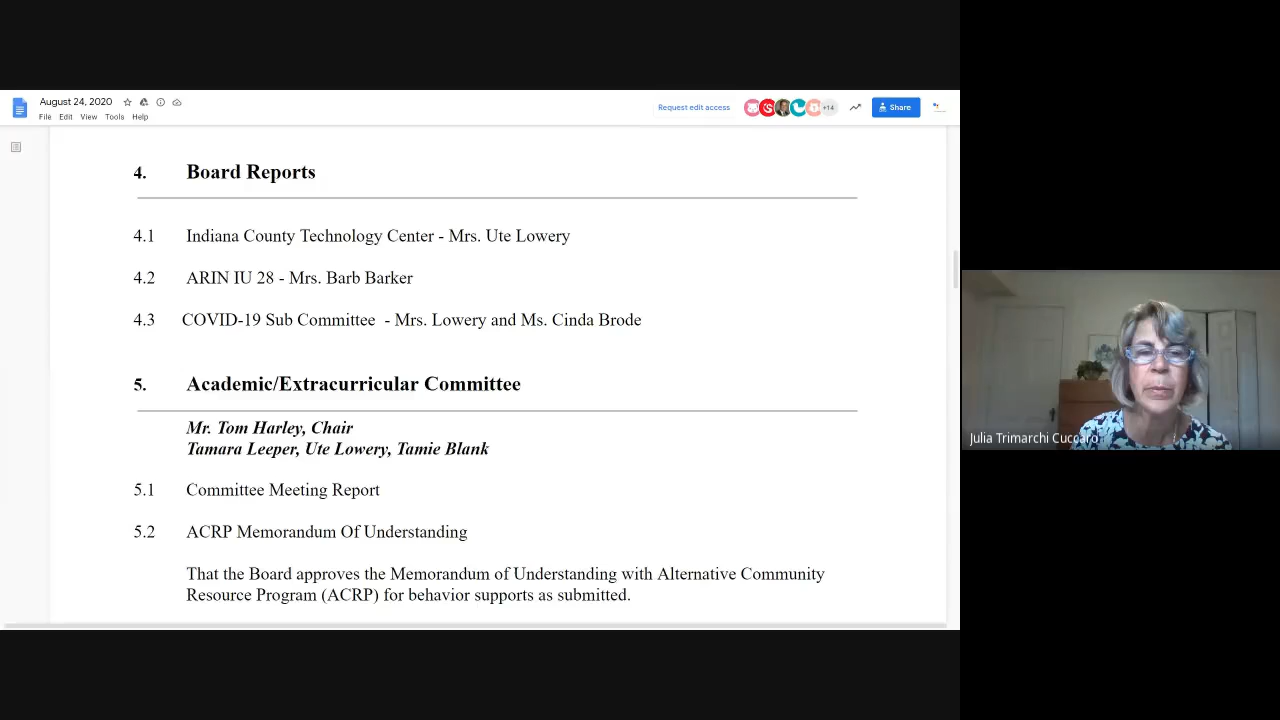 August 24, 2020
File Edit View Tools Help
Request edit access
+14
Share
4. Board Reports
4.1 Indiana County Technology Center - Mrs. Ute Lowery
4.2 ARIN IU 28 - Mrs. Barb Barker
4.3 COVID-19 Sub Committee - Mrs. Lowery and Ms. Cinda Brode
5. Academic/Extracurricular Committee
Mr. Tom Harley, Chair
Tamara Leeper, Ute Lowery, Tamie Blank
5.1 Committee Meeting Report
5.2 ACRP Memorandum Of Understanding
That the Board approves the Memorandum of Understanding with Alternative Community
Resource Program (ACRP) for behavior supports as submitted.
Julia Trimarchi Cuccaro